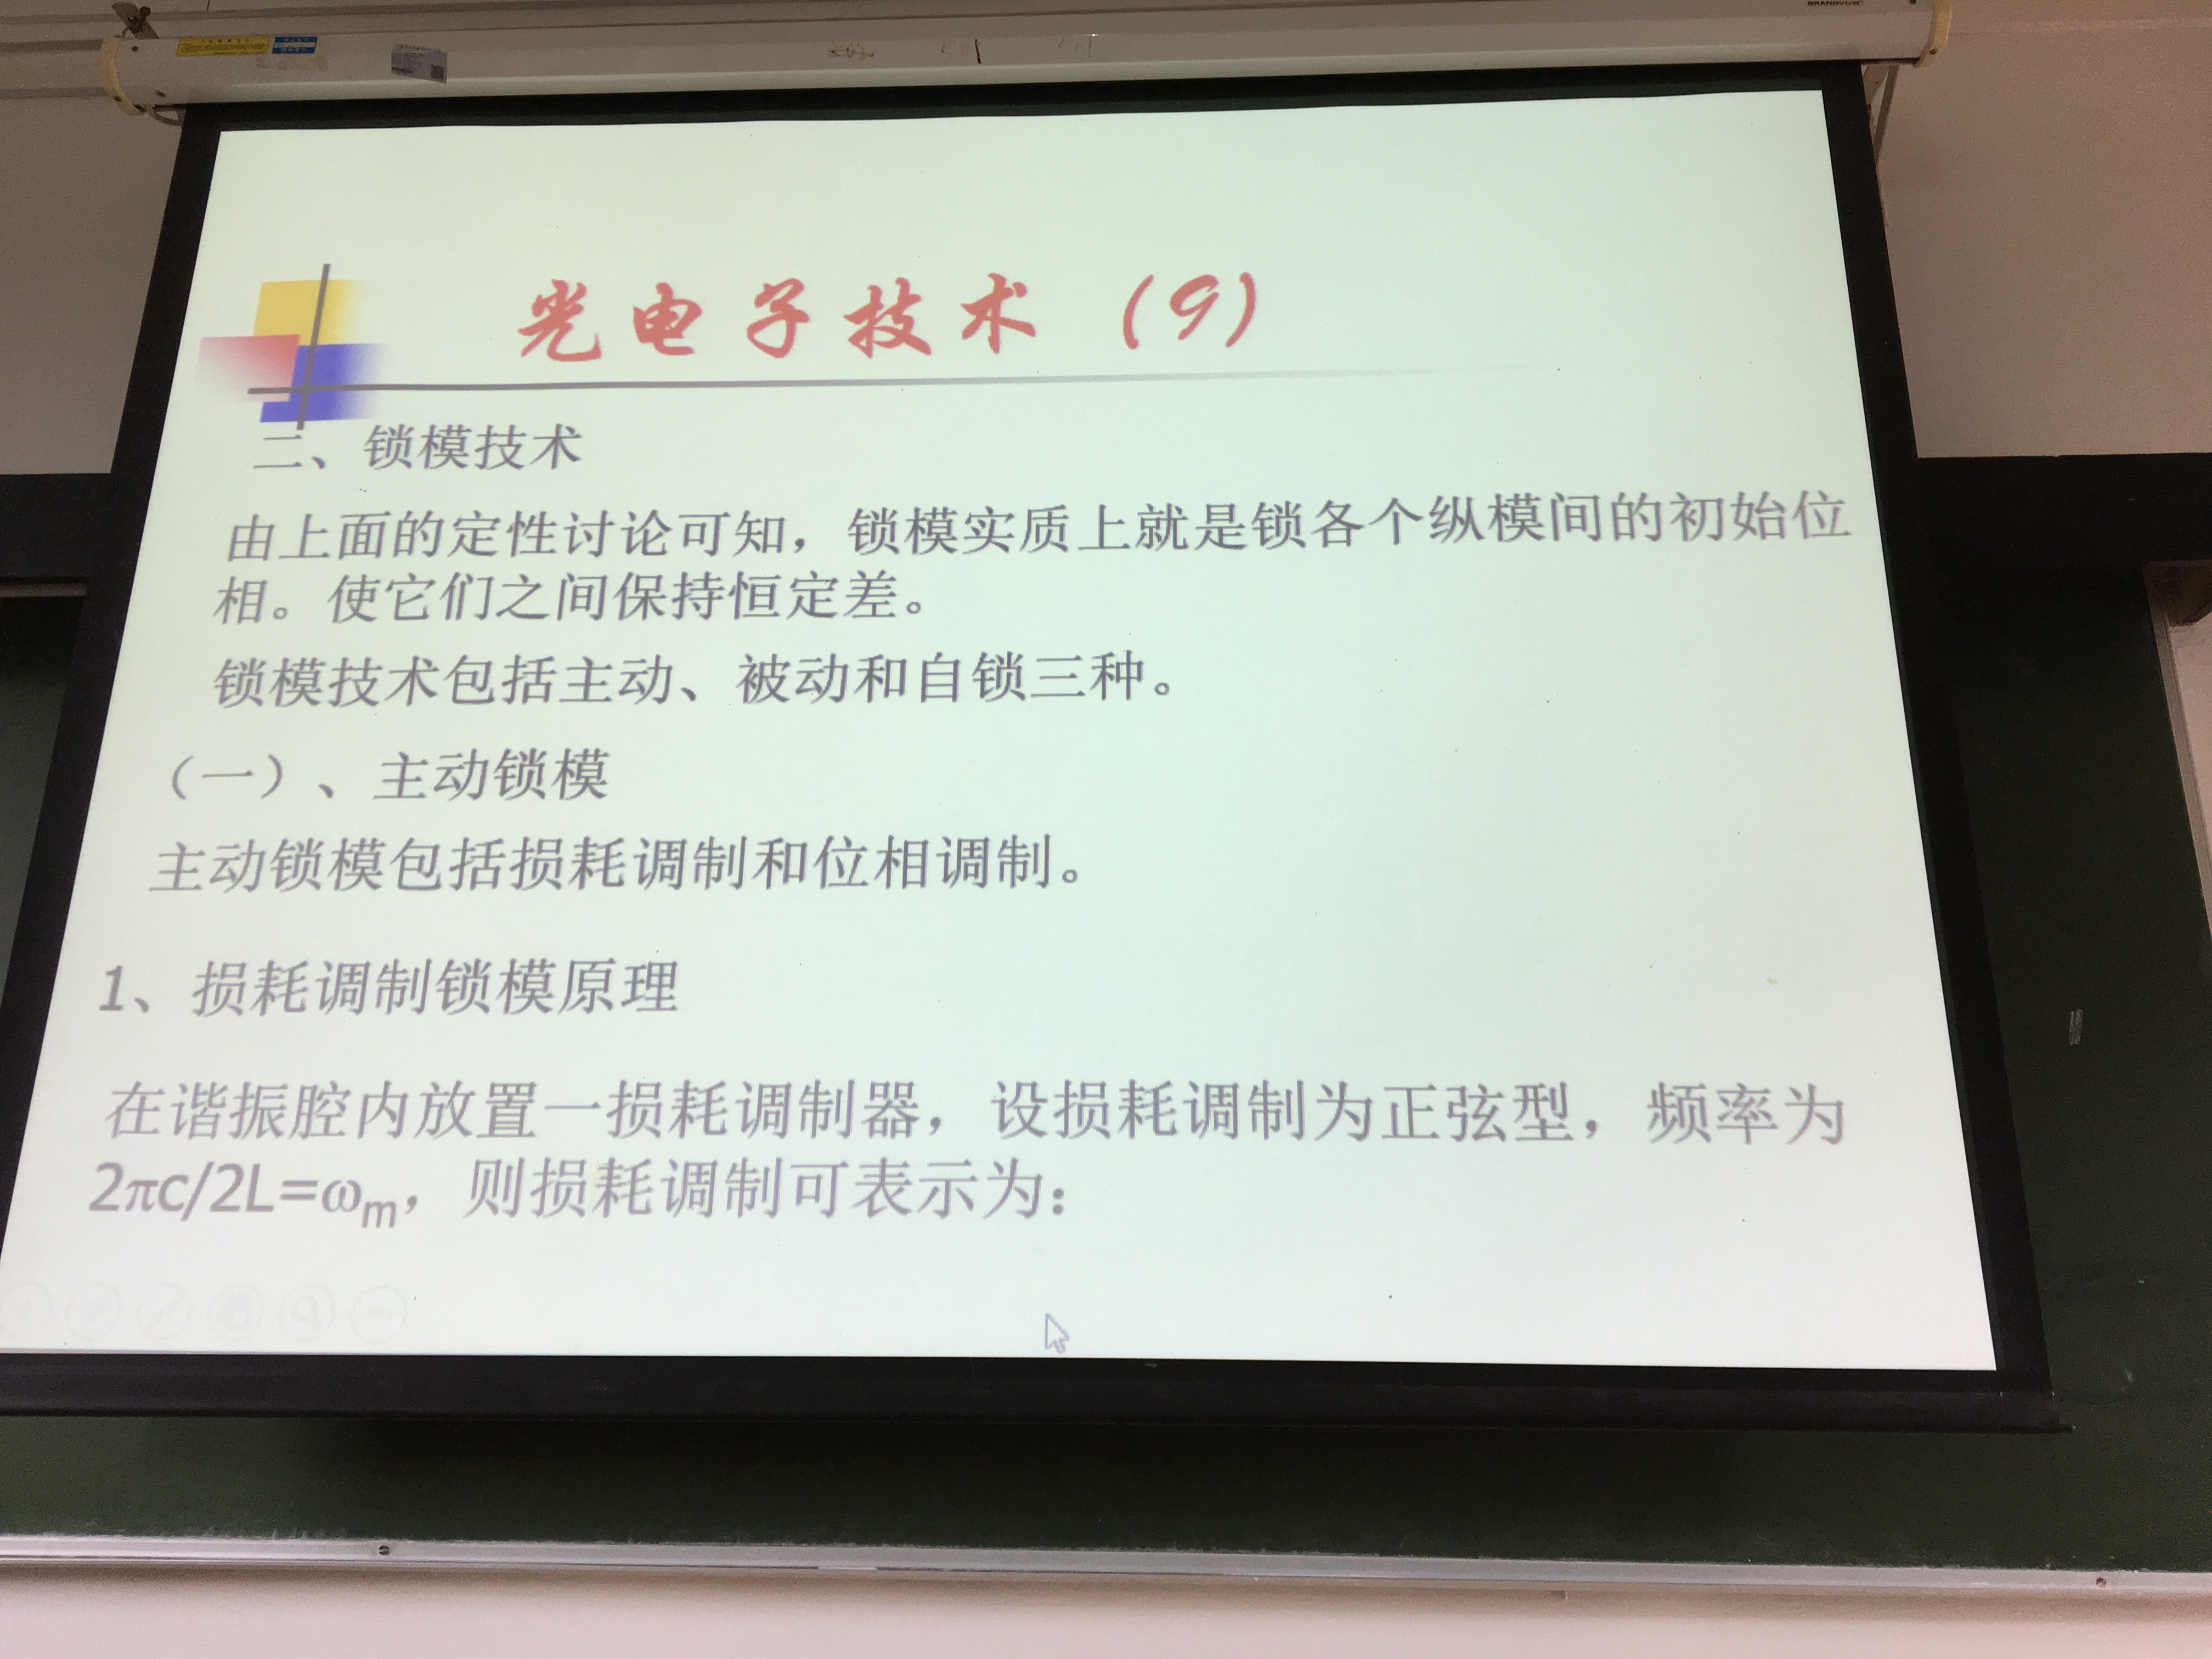 光电子技术（9）
二、锁模技术
由上面的定性讨论可知，锁模实质上就是锁各个纵模间的初始位
相。使它们之间保持恒定差。
锁模技术包括主动、被动和自锁三种。
（一）、主动锁模
主动锁模包括损耗调制和位相调制。
1、损耗调制锁模原理
在谐振腔内放置一损耗调制器，设损耗调制为正弦型，频率为
2πc/2L=ωm，则损耗调制可表示为：